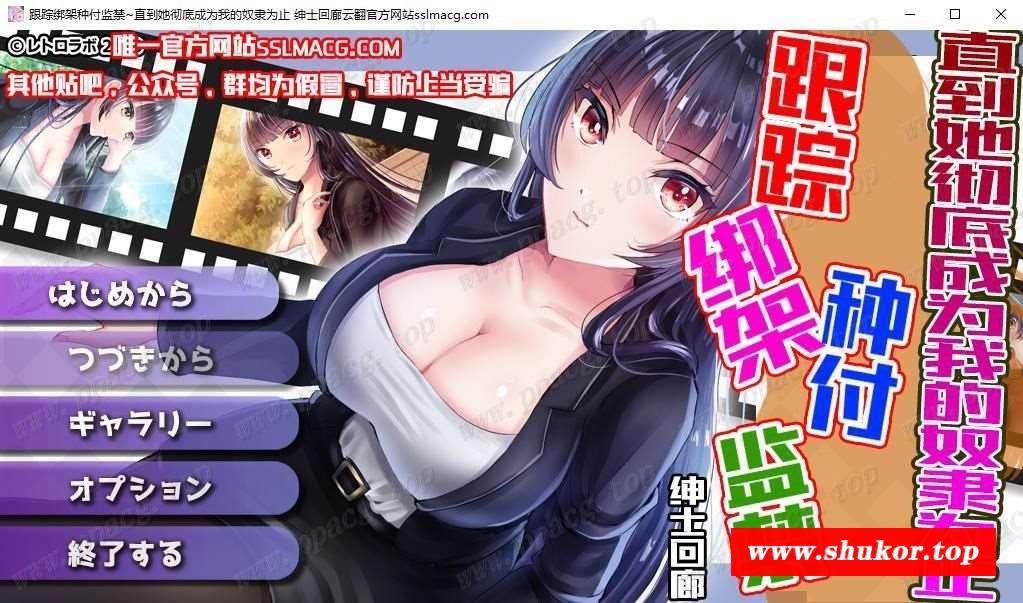 跟踪绑架种付监禁~直到她彻底成为我的奴隶为止 绅士回廊云翻官方网站sslmacg.com
©レトロラボ 2
唯一官方网站SSLMACG.COM
其他贴吧，公众号，群均为假冒，谨防上当受骗
跟踪
绑架
种付
监禁
直到她彻底成为我的奴隶为止
绅士回廊
はじめから
つづきから
ギャラリー
オプション
終了する
www.ppacg.top
www.shukor.top